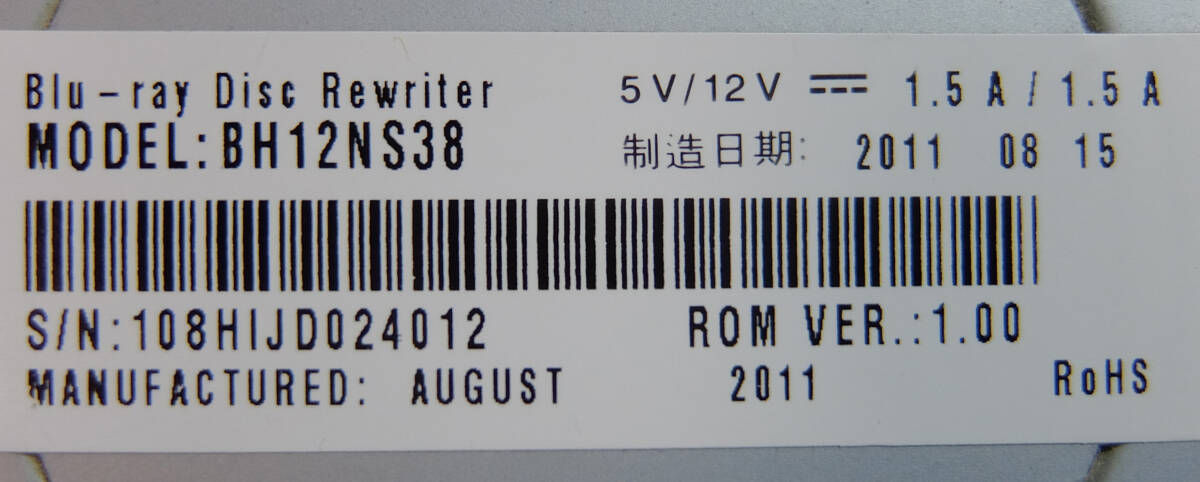 Blu-ray Disc Rewriter 5V/12V ⎓ 1.5 A / 1.5 A
MODEL:BH12NS38 制造日期: 2011 08 15
S/N:108HIJD024012 ROM VER.:1.00
MANUFACTURED: AUGUST 2011 RoHS